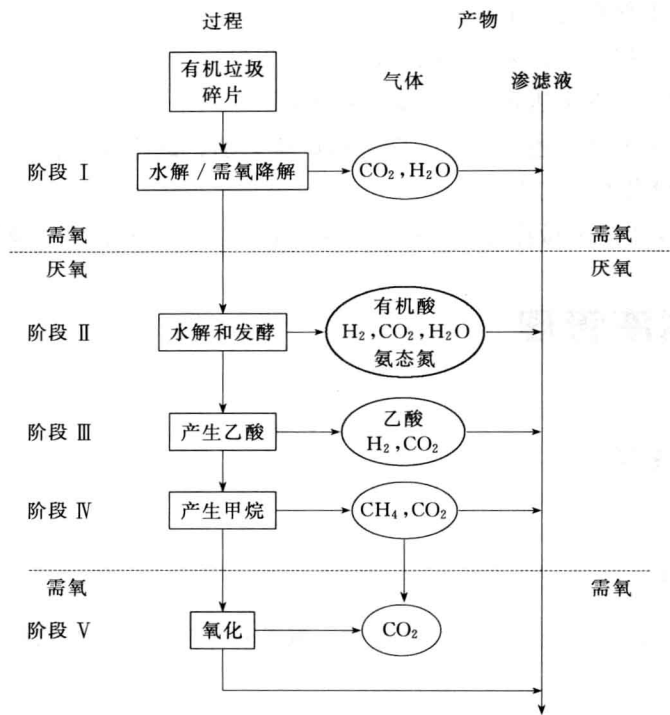 过程
产物
有机垃圾
碎片
气体
渗滤液
阶段 Ⅰ
水解 / 需氧降解
CO₂,H₂O
需氧
需氧
厌氧
厌氧
阶段 Ⅱ
水解和发酵
有机酸
H₂,CO₂,H₂O
氨态氮
阶段 Ⅲ
产生乙酸
乙酸
H₂,CO₂
阶段 Ⅳ
产生甲烷
CH₄,CO₂
需氧
需氧
阶段 Ⅴ
氧化
CO₂